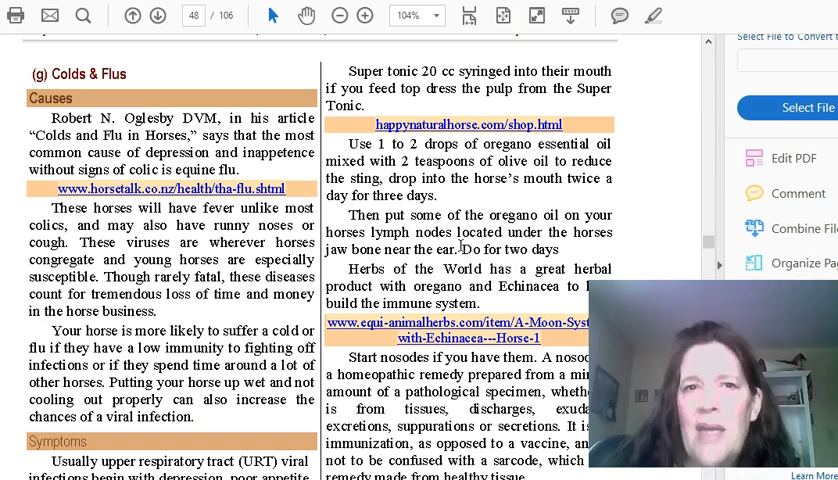 48 / 106
104%
(g) Colds & Flus
Causes
Robert N. Oglesby DVM, in his article
“Colds and Flu in Horses,” says that the most
common cause of depression and inappetence
without signs of colic is equine flu.
www.horsetalk.co.nz/health/tha-flu.shtml
These horses will have fever unlike most
colics, and may also have runny noses or
cough. These viruses are wherever horses
congregate and young horses are especially
susceptible. Though rarely fatal, these diseases
count for tremendous loss of time and money
in the horse business.
Your horse is more likely to suffer a cold or
flu if they have a low immunity to fighting off
infections or if they spend time around a lot of
other horses. Putting your horse up wet and not
cooling out properly can also increase the
chances of a viral infection.
Symptoms
Usually upper respiratory tract (URT) viral
infections begin with depression, poor appetite,
Super tonic 20 cc syringed into their mouth
if you feed top dress the pulp from the Super
Tonic.
happynaturalhorse.com/shop.html
Use 1 to 2 drops of oregano essential oil
mixed with 2 teaspoons of olive oil to reduce
the sting, drop into the horse’s mouth twice a
day for three days.
Then put some of the oregano oil on your
horses lymph nodes located under the horses
jaw bone near the ear. Do for two days
Herbs of the World has a great herbal
product with oregano and Echinacea to
build the immune system.
www.equi-animalherbs.com/item/A-Moon-Syst
with-Echinacea---Horse-1
Start nosodes if you have them. A nosod
a homeopathic remedy prepared from a mi
amount of a pathological specimen, wheth
is from tissues, discharges, exuda
excretions, suppurations or secretions. It is
immunization, as opposed to a vaccine, an
not to be confused with a sarcode, which
remedy made from healthy tissue.
Select File to Convert t
Select File
Edit PDF
Comment
Combine File
Organize Pag
Learn More